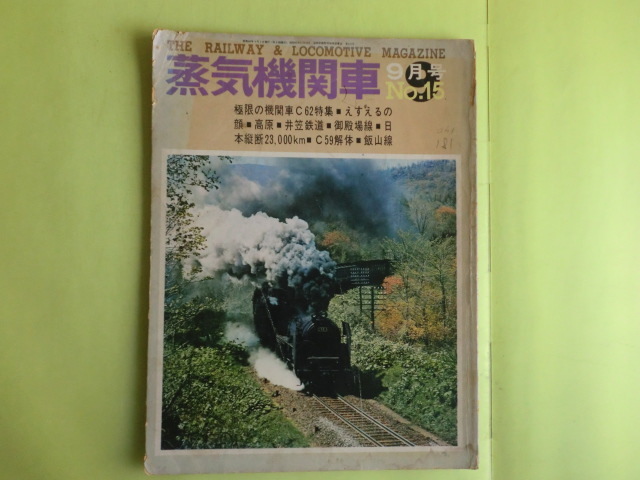 THE RAILWAY & LOCOMOTIVE MAGAZINE
蒸気機関車
9月号
No.15
極限の機関車C62特集■えすえるの
顔■高原■井笠鉄道■御殿場線■日
本縦断23,000km■C59解体■飯山線